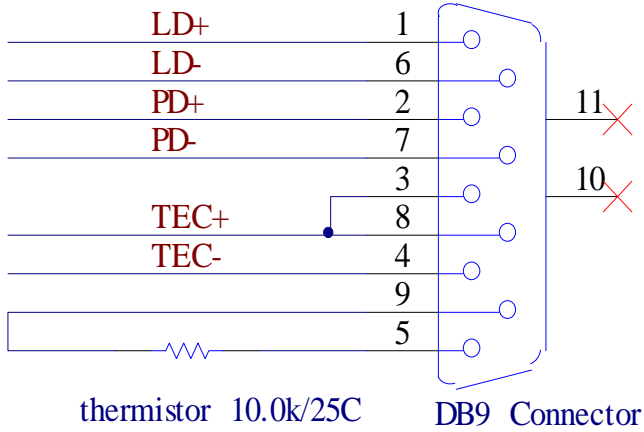 LD+ 1
LD- 6
PD+ 2
11
PD- 7
3
10
TEC+ 8
TEC- 4
9
5
thermistor 10.0k/25C DB9 Connector